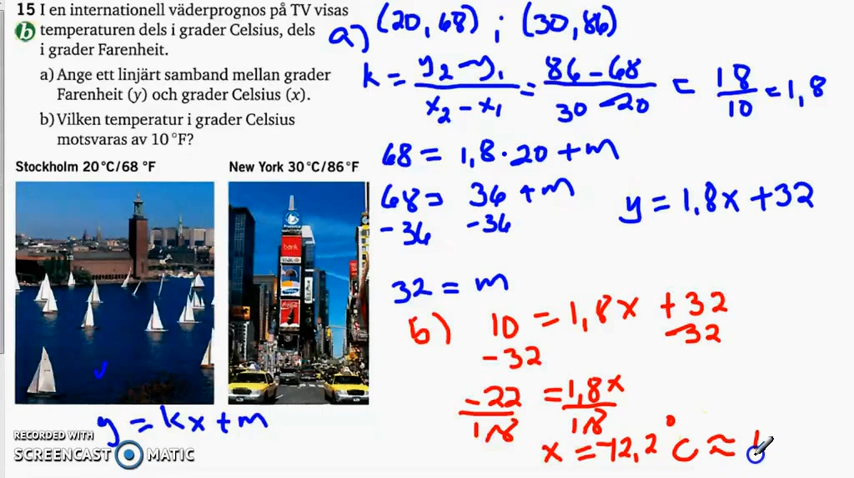 15 I en internationell väderprognos på TV visas
b temperaturen dels i grader Celsius, dels
i grader Farenheit.
a) Ange ett linjärt samband mellan grader
Farenheit (y) och grader Celsius (x).
b) Vilken temperatur i grader Celsius
motsvaras av 10 °F?
Stockholm 20 °C/68 °F
New York 30 °C/86 °F
y = kx + m
RECORDED WITH
SCREENCAST MATIC
a) (20, 68) ; (30, 86)
k = y₂ - y₁ / x₂ - x₁ = 86 - 68 / 30 - 20 = 18 / 10 = 1,8
68 = 1,8 · 20 + m
68 = 36 + m
-36 -36
32 = m
y = 1,8x + 32
b) 10 = 1,8x + 32
-32 -32
-22 / 1,8 = 1,8x / 1,8
x = -12,2 °C ≈